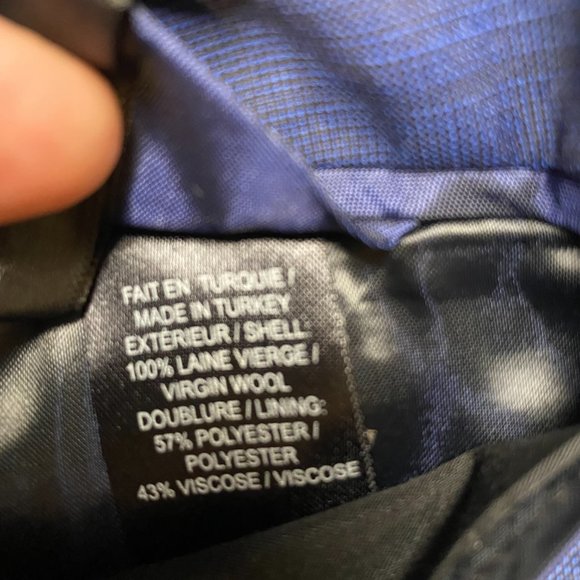 FAIT EN TURQUIE /
MADE IN TURKEY
EXTÉRIEUR / SHELL:
100% LAINE VIERGE /
VIRGIN WOOL
DOUBLURE / LINING:
57% POLYESTER /
POLYESTER
43% VISCOSE / VISCOSE